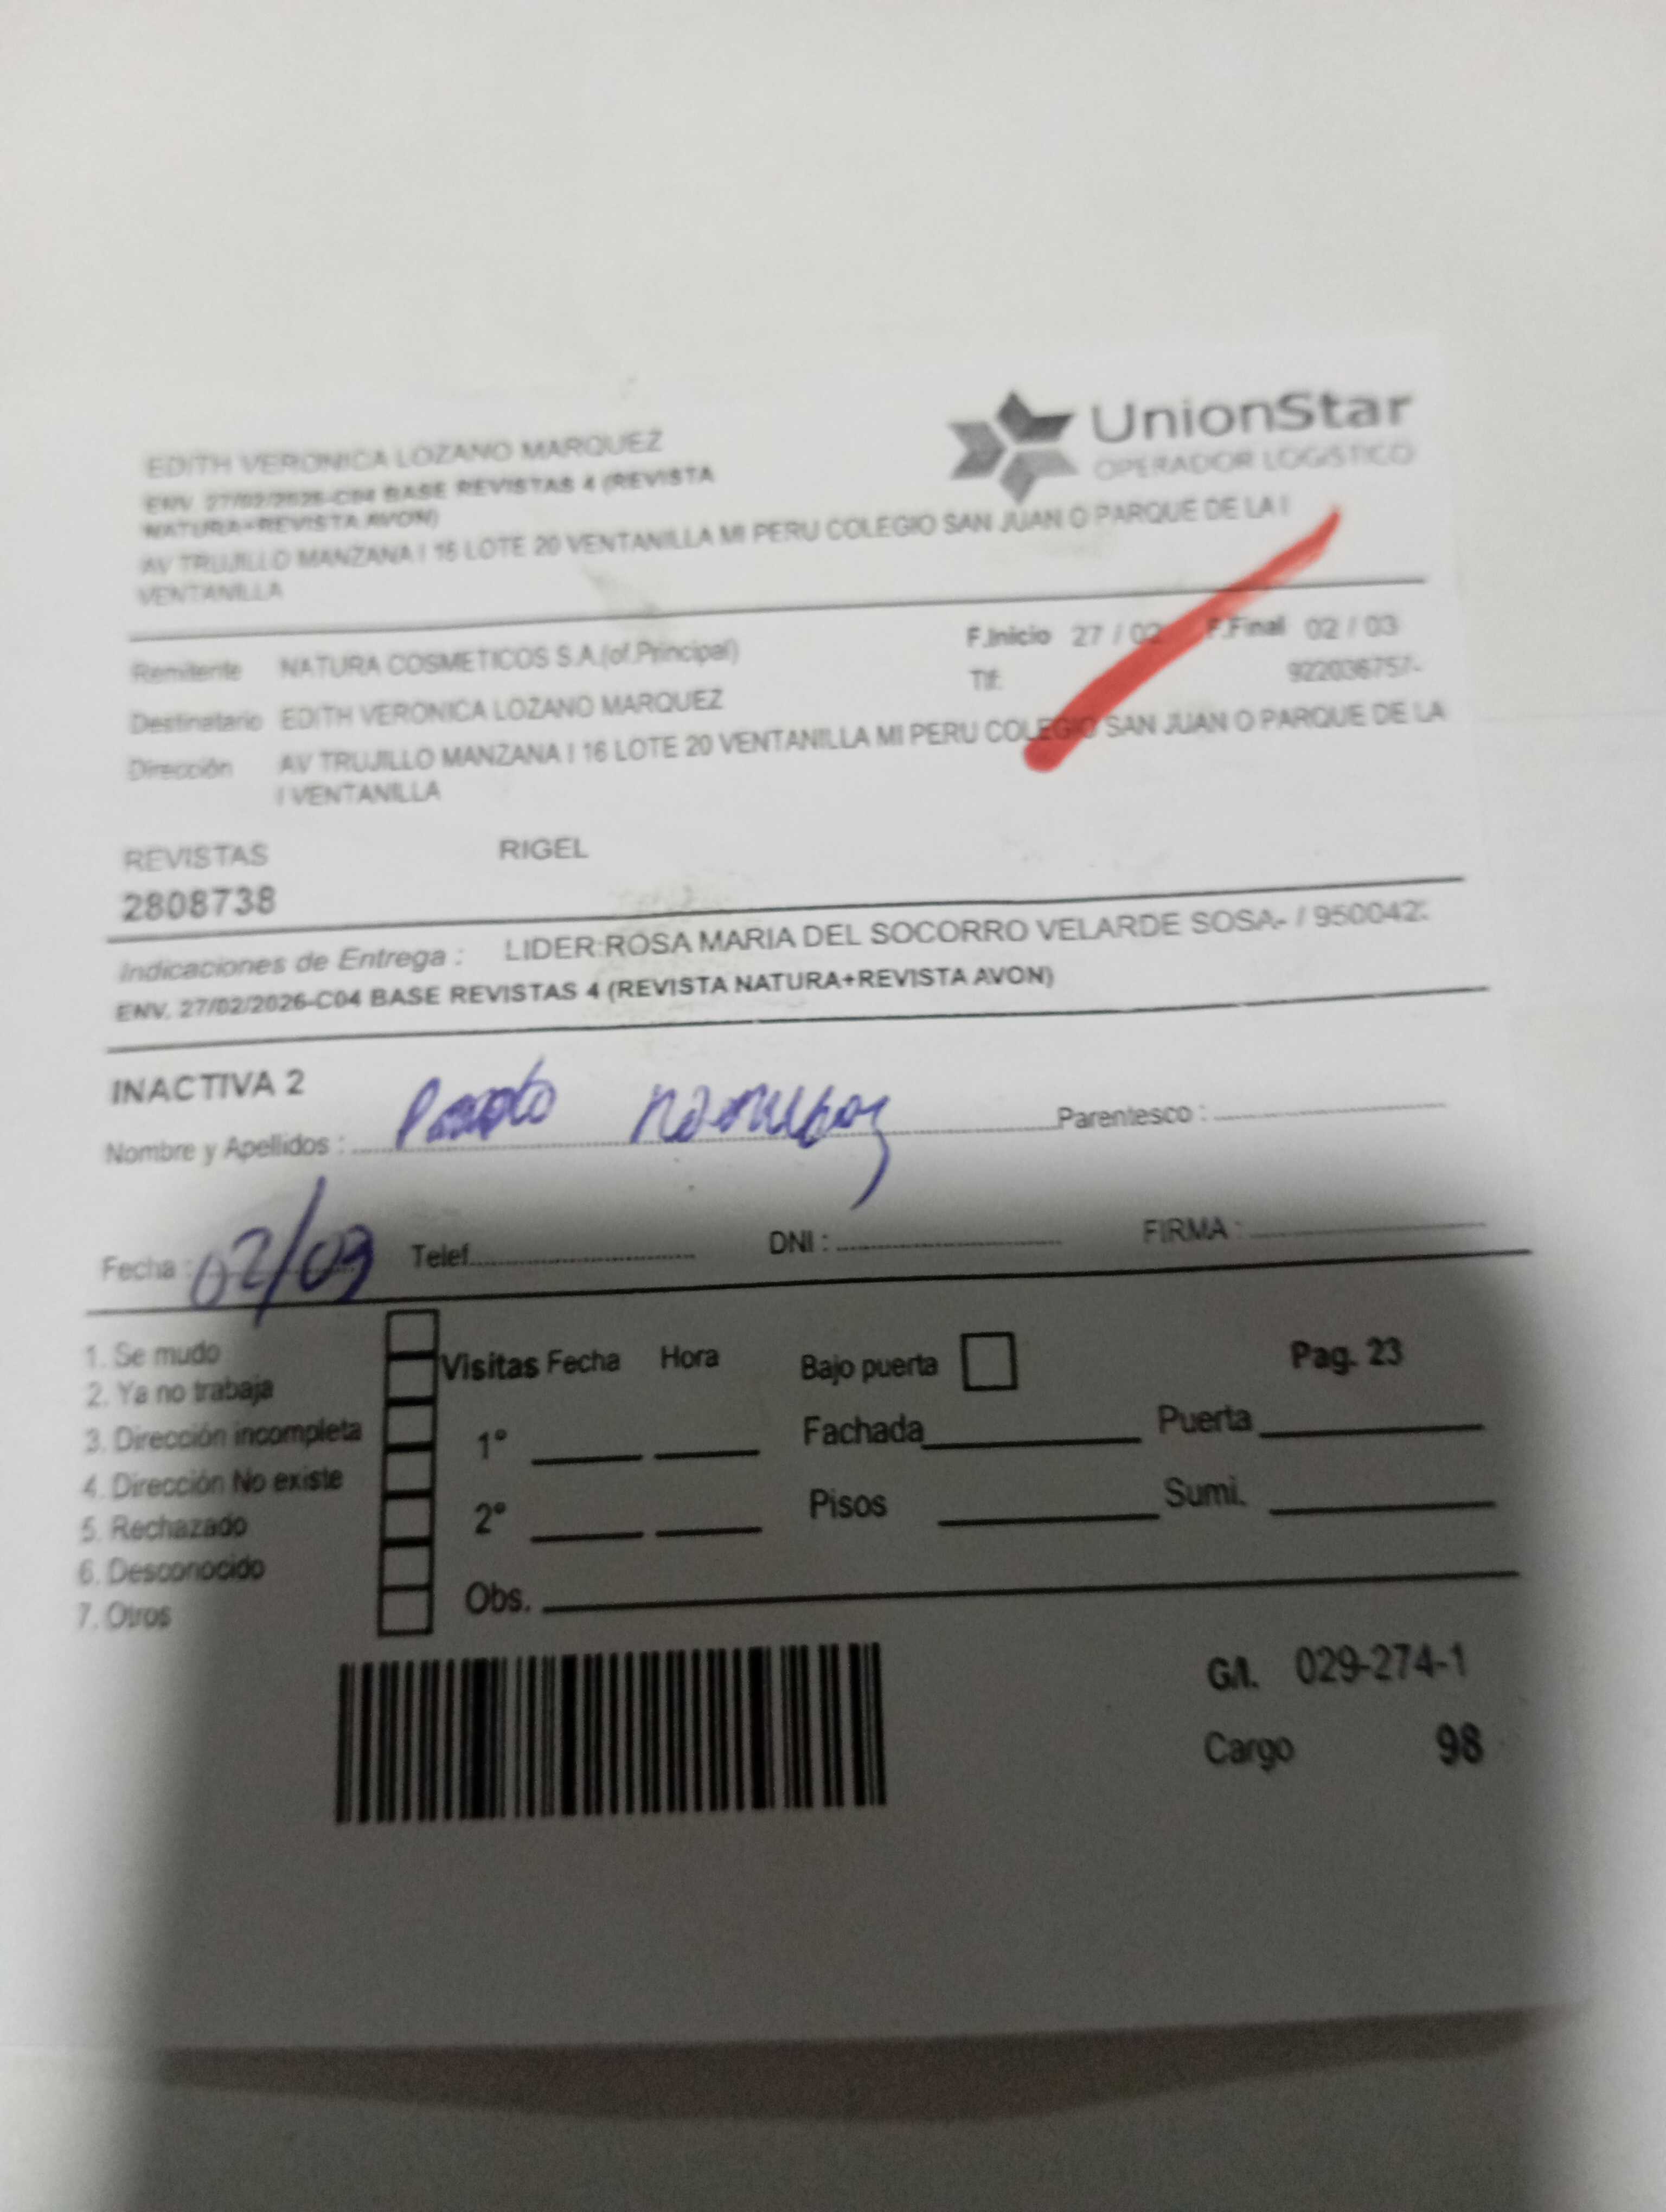 UnionStar
OPERADOR LOGISTICO
EDITH VERONICA LOZANO MARQUEZ
ENV. 27/02/2026-C04 BASE REVISTAS 4 (REVISTA
NATURA+REVISTA AVON)
AV TRUJILLO MANZANA I 16 LOTE 20 VENTANILLA MI PERU COLEGIO SAN JUAN O PARQUE DE LA I
VENTANILLA
Remitente NATURA COSMETICOS S.A.(of.Principal) F.Inicio 27 / 02 F.Final 02 / 03
Tlf: 922036757-
Destinatario EDITH VERONICA LOZANO MARQUEZ
Dirección AV TRUJILLO MANZANA I 16 LOTE 20 VENTANILLA MI PERU COLEGIO SAN JUAN O PARQUE DE LA
I VENTANILLA
REVISTAS RIGEL
2808738
Indicaciones de Entrega : LIDER:ROSA MARIA DEL SOCORRO VELARDE SOSA- / 950042
ENV. 27/02/2026-C04 BASE REVISTAS 4 (REVISTA NATURA+REVISTA AVON)
INACTIVA 2
Nombre y Apellidos : Parentesco :
Fecha : 02/03 Telef. DNI : FIRMA :
1. Se mudo
2. Ya no trabaja
3. Dirección incompleta
4. Dirección No existe
5. Rechazado
6. Desconocido
7. Otros
Visitas Fecha Hora Bajo puerta Pag. 23
1° Fachada Puerta
2° Pisos Sumi.
Obs.
G/I. 029-274-1
Cargo 98